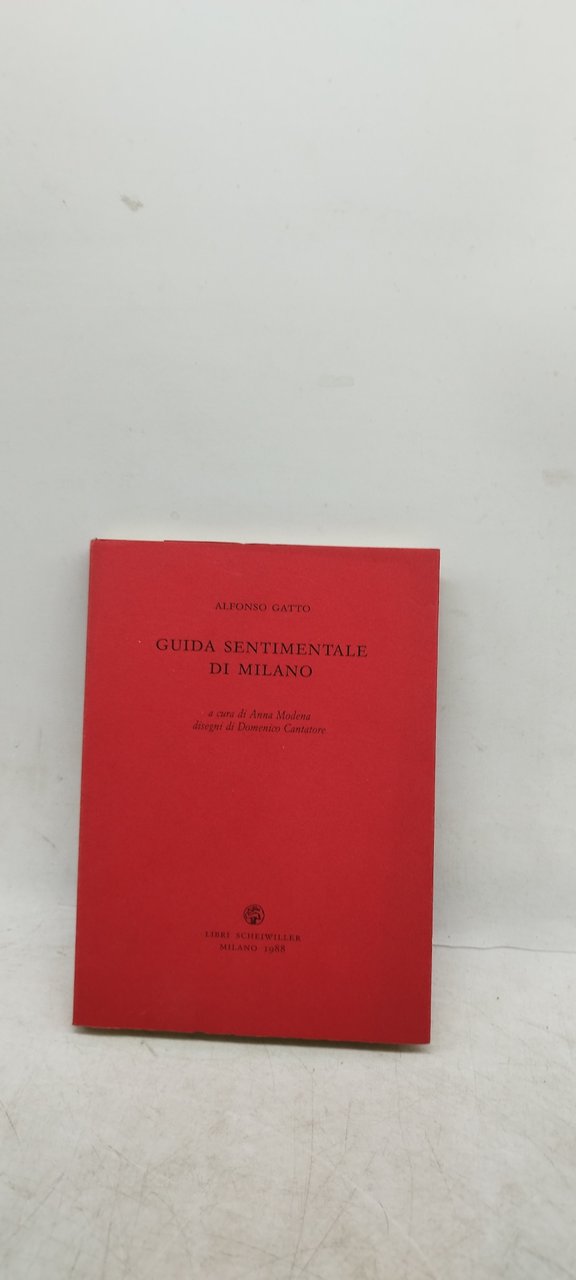 ALFONSO GATTO
GUIDA SENTIMENTALE
DI MILANO
a cura di Anna Modena
disegni di Domenico Cantatore
LIBRI SCHEIWILLER
MILANO 1988